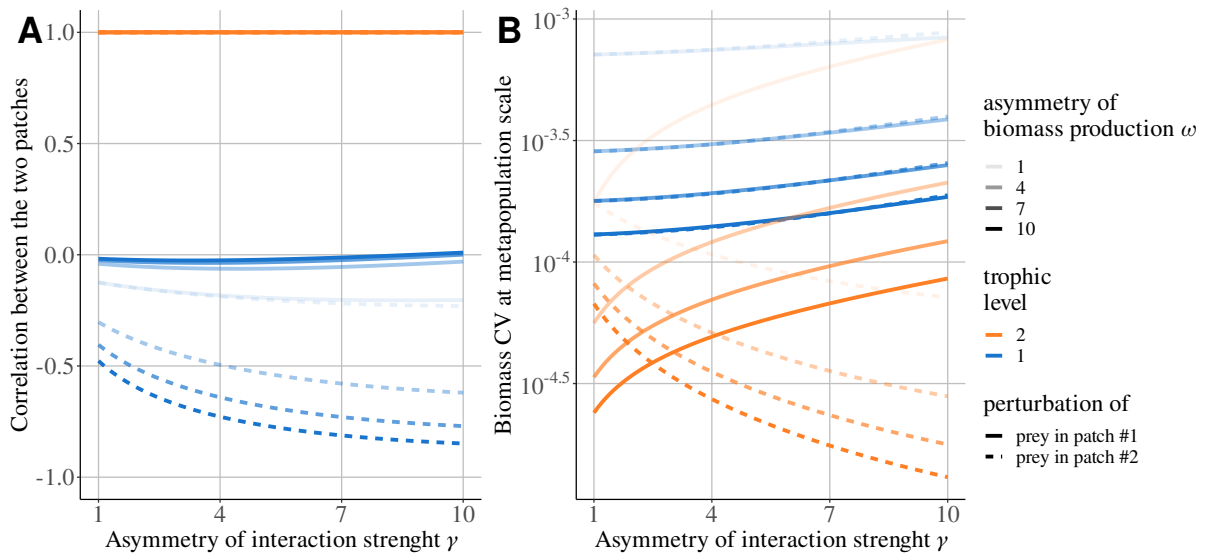 A
B
Correlation between the two patches
1.0
0.5
0.0
-0.5
-1.0
1
4
7
10
Asymmetry of interaction strenght γ
Biomass CV at metapopulation scale
10-3
10-3.5
10-4
10-4.5
1
4
7
10
Asymmetry of interaction strenght γ
asymmetry of
biomass production ω
1
4
7
10
trophic
level
2
1
perturbation of
prey in patch #1
prey in patch #2